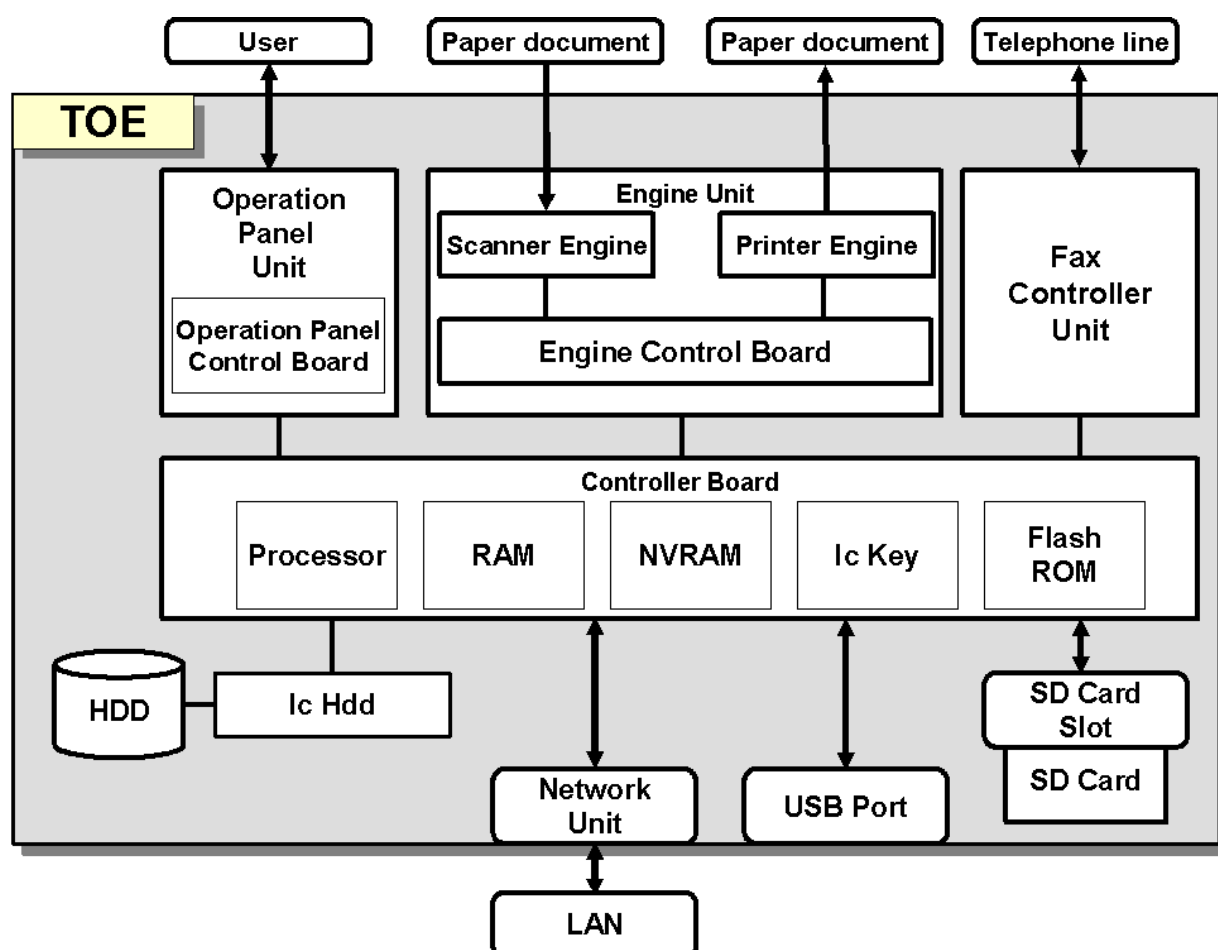 User
Paper document
Paper document
Telephone line
TOE
Operation
Panel
Unit
Operation Panel
Control Board
Engine Unit
Scanner Engine
Printer Engine
Engine Control Board
Fax
Controller
Unit
Controller Board
Processor
RAM
NVRAM
Ic Key
Flash
ROM
HDD
Ic Hdd
Network
Unit
USB Port
SD Card
Slot
SD Card
LAN